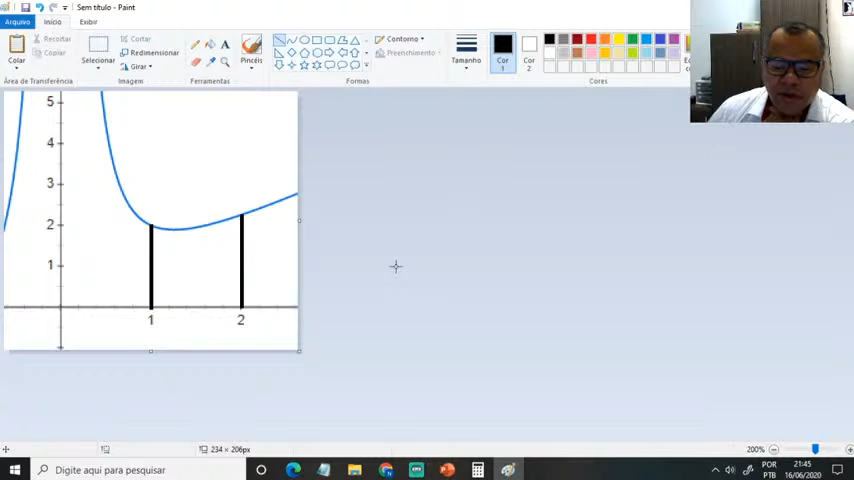 Sem título - Paint
Arquivo Início Exibir
Colar
Recortar
Copiar
Área de Transferência
Selecionar
Cortar
Redimensionar
Girar
Imagem
A
Ferramentas
Pincéis
Contorno
Preenchimento
Formas
Tamanho
Cor 1
Cor 2
Cores
5
4
3
2
1
1 2
234 × 206px
200%
Digite aqui para pesquisar
POR
PTB
21:45
16/06/2020